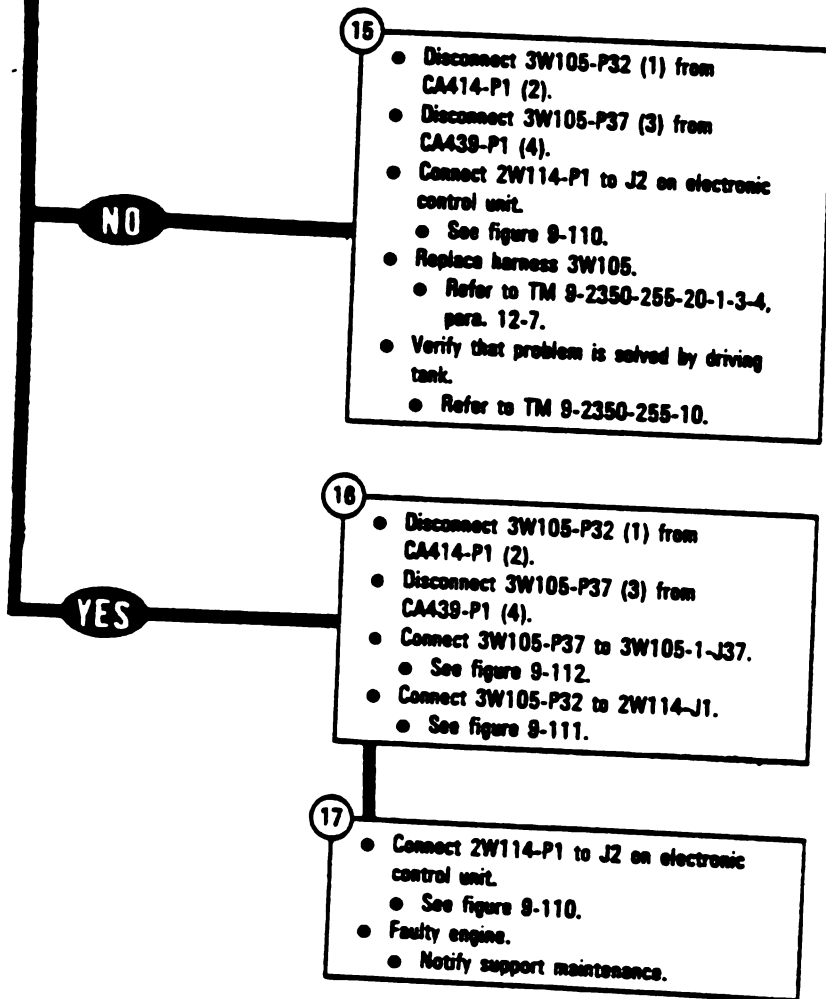 15
● Disconnect 3W105-P32 (1) from
CA414-P1 (2).
● Disconnect 3W105-P37 (3) from
CA439-P1 (4).
● Connect 2W114-P1 to J2 on electronic
control unit.
● See figure 9-110.
● Replace harness 3W105.
● Refer to TM 9-2350-255-20-1-3-4,
para. 12-7.
● Verify that problem is solved by driving
tank.
● Refer to TM 9-2350-255-10.
NO
16
● Disconnect 3W105-P32 (1) from
CA414-P1 (2).
● Disconnect 3W105-P37 (3) from
CA439-P1 (4).
● Connect 3W105-P37 to 3W105-1-J37.
● See figure 9-112.
● Connect 3W105-P32 to 2W114-J1.
● See figure 9-111.
YES
17
● Connect 2W114-P1 to J2 on electronic
control unit.
● See figure 9-110.
● Faulty engine.
● Notify support maintenance.